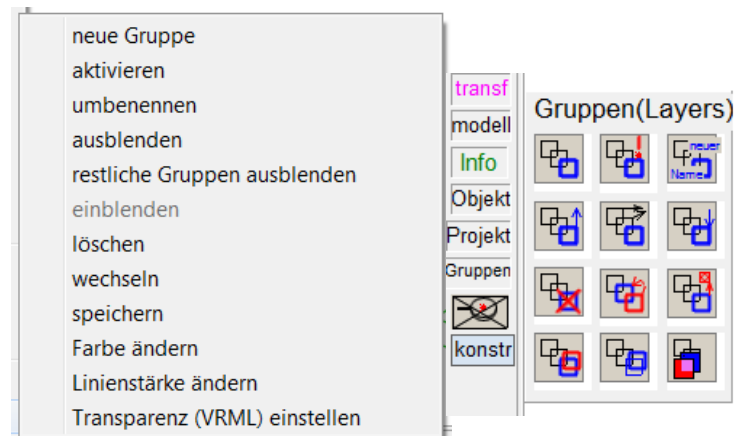 neue Gruppe
aktivieren
umbenennen
ausblenden
restliche Gruppen ausblenden
einblenden
löschen
wechseln
speichern
Farbe ändern
Linienstärke ändern
Transparenz (VRML) einstellen
transf
modell
Info
Objekt
Projekt
Gruppen
konstr
Gruppen(Layers)
neuer
Name